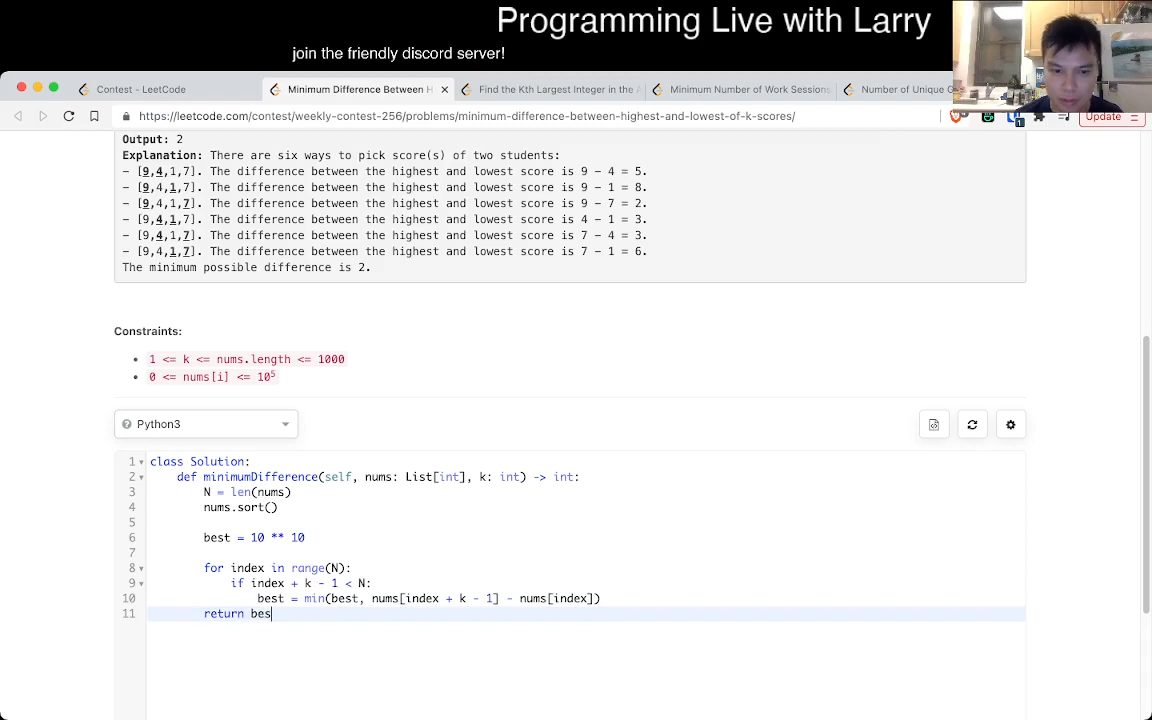 Programming Live with Larry
join the friendly discord server!
Contest - LeetCode
Minimum Difference Between H
Find the Kth Largest Integer in the A
Minimum Number of Work Sessions
Number of Unique G
https://leetcode.com/contest/weekly-contest-256/problems/minimum-difference-between-highest-and-lowest-of-k-scores/
Update
Output: 2
Explanation: There are six ways to pick score(s) of two students:
- [9,4,1,7]. The difference between the highest and lowest score is 9 - 4 = 5.
- [9,4,1,7]. The difference between the highest and lowest score is 9 - 1 = 8.
- [9,4,1,7]. The difference between the highest and lowest score is 9 - 7 = 2.
- [9,4,1,7]. The difference between the highest and lowest score is 4 - 1 = 3.
- [9,4,1,7]. The difference between the highest and lowest score is 7 - 4 = 3.
- [9,4,1,7]. The difference between the highest and lowest score is 7 - 1 = 6.
The minimum possible difference is 2.
Constraints:
• 1 <= k <= nums.length <= 1000
• 0 <= nums[i] <= 10⁵
Python3
1 class Solution:
2 def minimumDifference(self, nums: List[int], k: int) -> int:
3 N = len(nums)
4 nums.sort()
5
6 best = 10 ** 10
7
8 for index in range(N):
9 if index + k - 1 < N:
10 best = min(best, nums[index + k - 1] - nums[index])
11 return bes